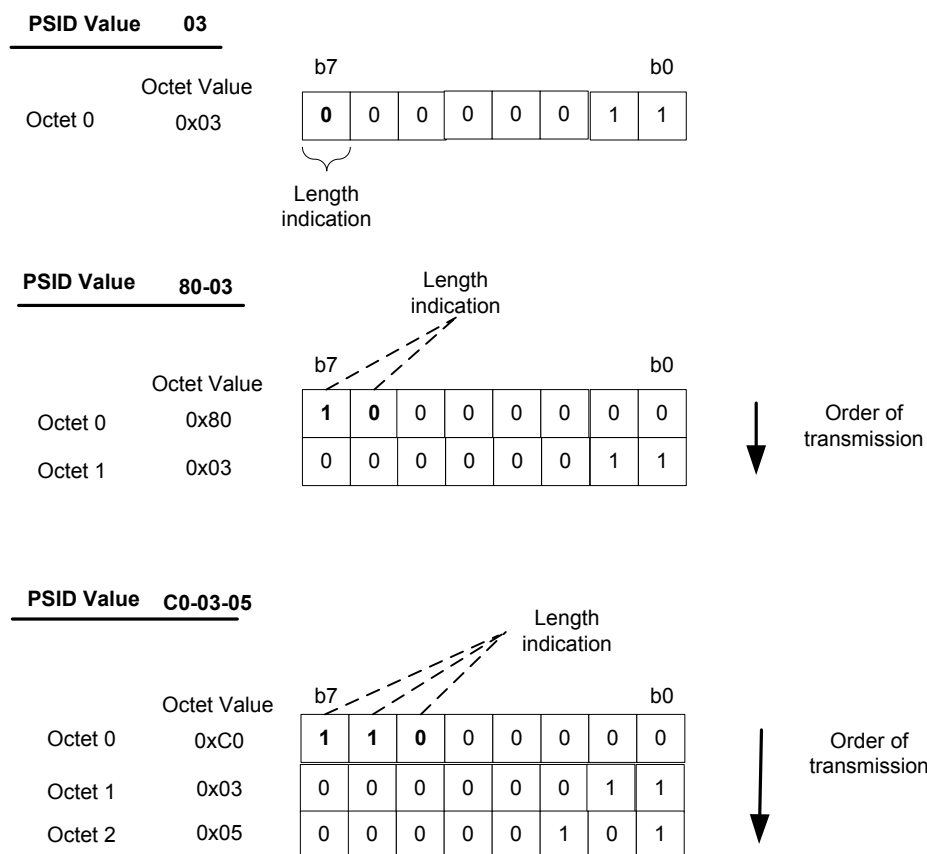 PSID Value 03
b7 b0
Octet Value
Octet 0 0x03 0 0 0 0 0 0 1 1
Length
indication
PSID Value 80-03
Length
indication
b7 b0
Octet Value
Octet 0 0x80 1 0 0 0 0 0 0 0
Octet 1 0x03 0 0 0 0 0 0 1 1
Order of
transmission
PSID Value C0-03-05
Length
indication
b7 b0
Octet Value
Octet 0 0xC0 1 1 0 0 0 0 0 0
Octet 1 0x03 0 0 0 0 0 0 1 1
Octet 2 0x05 0 0 0 0 0 1 0 1
Order of
transmission